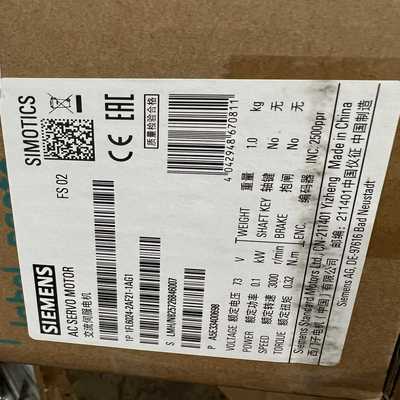 SIEMENS
SIMOTICS
AC SERVO MOTOR
交流伺服电机
FS 02
1P 1FL6024-2AF21-1AG1
S LMH/N82572846007
P A5E33400698
质量检验合格
CE EAC
4 042948 670811
VOLTAGE 额定电压: 73 V
POWER 额定功率: 0.1 kW
SPEED 额定转速: 3000 r/min
TORQUE 额定扭矩: 0.32 N.m
WEIGHT 重量: 1.0 kg
SHAFT KEY 轴键: No 无
BRAKE 抱闸: No 无
ENC. 编码器: INC 2500ppr
Siemens Standard Motors Ltd. CN-211401 Yizheng Made in China
西门子电机（中国）有限公司 邮编: 211401 中国仪征 中国制造
Siemens AG, DE-97616 Bad Neustadt